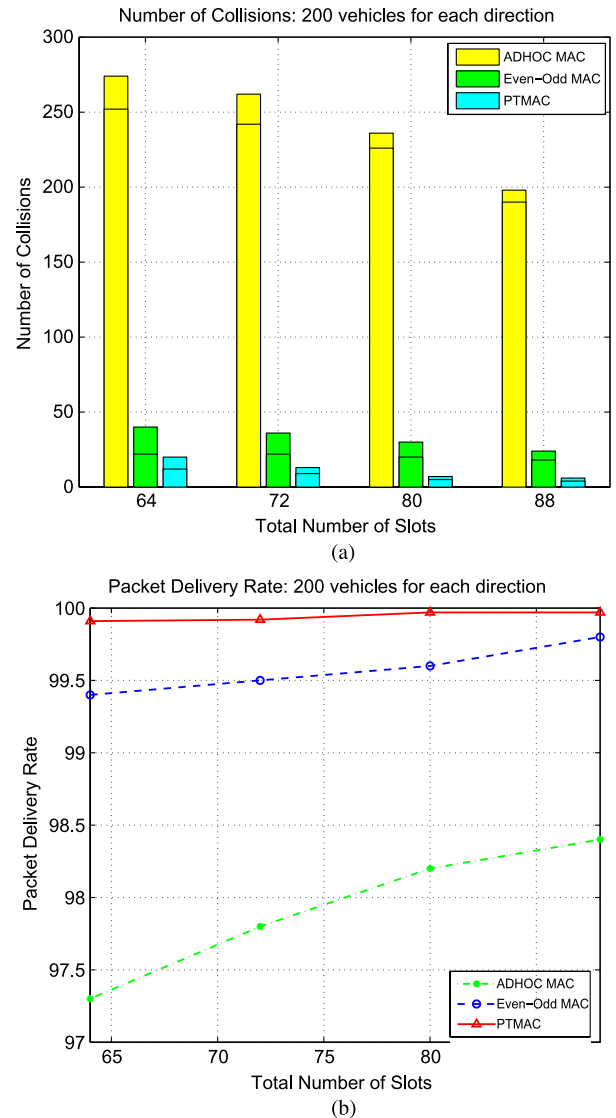 Number of Collisions: 200 vehicles for each direction
300
250
200
150
100
50
0
Number of Collisions
ADHOC MAC
Even-Odd MAC
PTMAC
64 72 80 88
Total Number of Slots
(a)
Packet Delivery Rate: 200 vehicles for each direction
100
99.5
99
98.5
98
97.5
97
Packet Delivery Rate
ADHOC MAC
Even-Odd MAC
PTMAC
65 70 75 80
Total Number of Slots
(b)